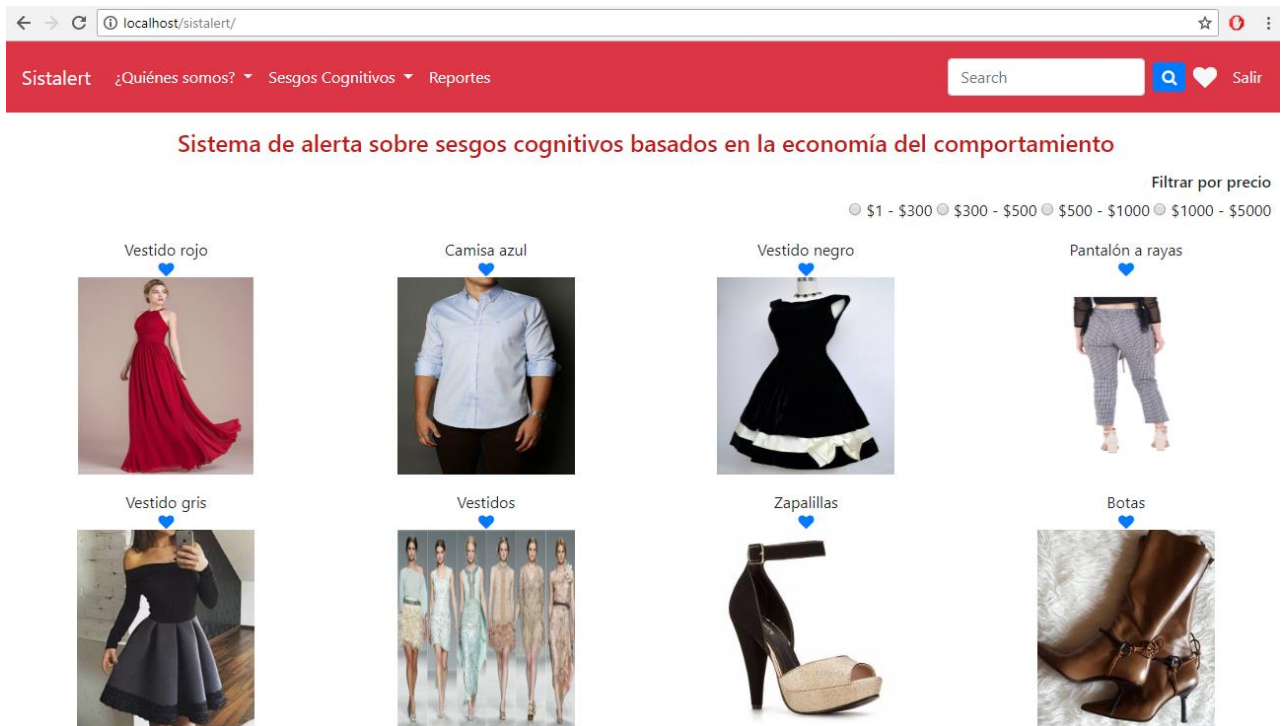 localhost/sistalert/
Sistalert ¿Quiénes somos? Sesgos Cognitivos Reportes Search Salir
Sistema de alerta sobre sesgos cognitivos basados en la economía del comportamiento
Filtrar por precio
$1 - $300 $300 - $500 $500 - $1000 $1000 - $5000
Vestido rojo Camisa azul Vestido negro Pantalón a rayas
Vestido gris Vestidos Zapalillas Botas